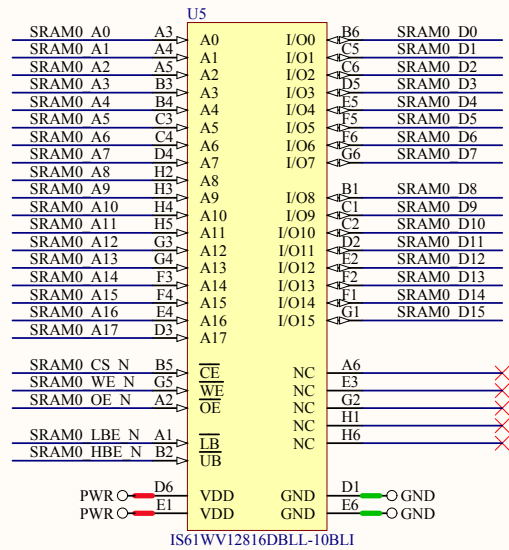 U5
SRAM0_A0 A3 A0 I/O0 B6 SRAM0_D0
SRAM0_A1 A4 A1 I/O1 C5 SRAM0_D1
SRAM0_A2 A5 A2 I/O2 C6 SRAM0_D2
SRAM0_A3 B3 A3 I/O3 D5 SRAM0_D3
SRAM0_A4 B4 A4 I/O4 E5 SRAM0_D4
SRAM0_A5 C3 A5 I/O5 F5 SRAM0_D5
SRAM0_A6 C4 A6 I/O6 F6 SRAM0_D6
SRAM0_A7 D4 A7 I/O7 G6 SRAM0_D7
SRAM0_A8 H2 A8
SRAM0_A9 H3 A9 I/O8 B1 SRAM0_D8
SRAM0_A10 H4 A10 I/O9 C1 SRAM0_D9
SRAM0_A11 H5 A11 I/O10 C2 SRAM0_D10
SRAM0_A12 G3 A12 I/O11 D2 SRAM0_D11
SRAM0_A13 G4 A13 I/O12 E2 SRAM0_D12
SRAM0_A14 F3 A14 I/O13 F2 SRAM0_D13
SRAM0_A15 F4 A15 I/O14 F1 SRAM0_D14
SRAM0_A16 E4 A16 I/O15 G1 SRAM0_D15
SRAM0_A17 D3 A17
SRAM0_CS_N B5 CE NC A6
SRAM0_WE_N G5 WE NC E3
SRAM0_OE_N A2 OE NC G2
NC H1
SRAM0_LBE_N A1 LB NC H6
SRAM0_HBE_N B2 UB
PWR D6 VDD GND D1 GND
PWR E1 VDD GND E6 GND
IS61WV12816DBLL-10BLI